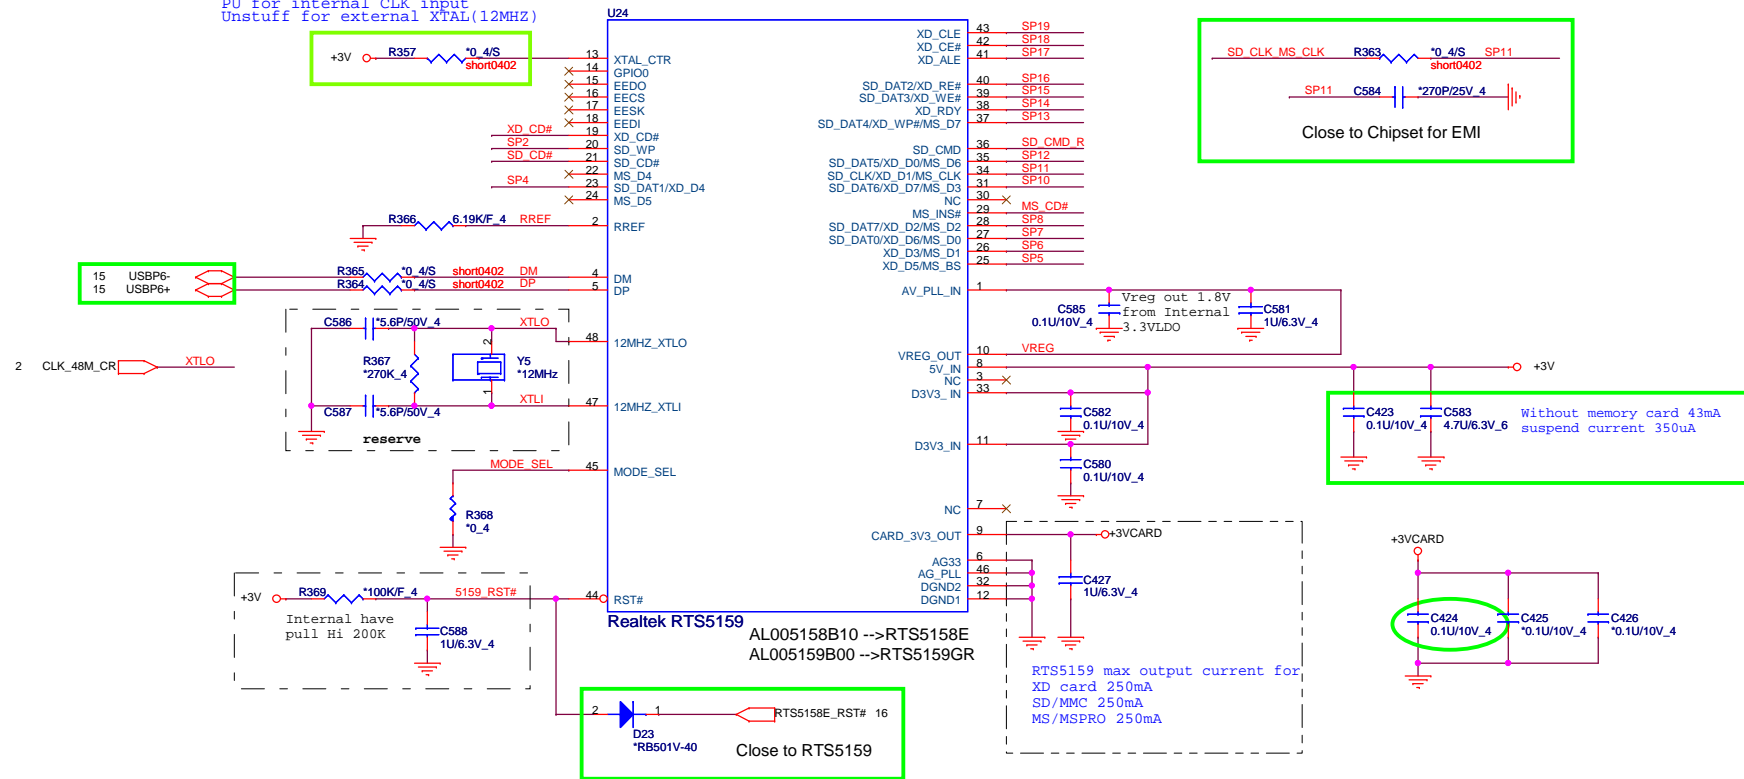 PU for internal CLK input
Unstuff for external XTAL(12MHZ)
+3V
R357
*0_4/S
short0402
U24
Realtek RTS5159
AL005158B10 -->RTS5158E
AL005159B00 -->RTS5159GR
13 XTAL_CTR
14 GPIO0
15 EEDO
16 EECS
17 EESK
18 EEDI
XD_CD# 19 XD_CD#
SP2 20 SD_WP
SD_CD# 21 SD_CD#
22 MS_D4
SP4 23 SD_DAT1/XD_D4
24 MS_D5
R366 6.19K/F_4 RREF 2 RREF
15 USBP6-
15 USBP6+
R365 *0_4/S short0402 DM 4 DM
R364 *0_4/S short0402 DP 5 DP
C586 *5.6P/50V_4 XTLO
48 12MHZ_XTLO
R367
*270K_4
2
Y5
*12MHz
1
C587 *5.6P/50V_4 XTLI 47 12MHZ_XTLI
reserve
2 CLK_48M_CR XTLO
MODE_SEL 45 MODE_SEL
R368
*0_4
+3V R369 *100K/F_4 5159_RST# 44 RST#
Internal have
pull Hi 200K
C588
1U/6.3V_4
2 1 RTS5158E_RST# 16
D23
*RB501V-40
Close to RTS5159
XD_CLE 43 SP19
XD_CE# 42 SP18
XD_ALE 41 SP17
SD_DAT2/XD_RE# 40 SP16
SD_DAT3/XD_WE# 39 SP15
XD_RDY 38 SP14
SD_DAT4/XD_WP#/MS_D7 37 SP13
SD_CMD 36 SD_CMD_R
SD_DAT5/XD_D0/MS_D6 35 SP12
SD_CLK/XD_D1/MS_CLK 34 SP11
SD_DAT6/XD_D7/MS_D3 31 SP10
NC 30
MS_INS# 29 MS_CD#
SD_DAT7/XD_D2/MS_D2 28 SP8
SD_DAT0/XD_D6/MS_D0 27 SP7
XD_D3/MS_D1 26 SP6
XD_D5/MS_BS 25 SP5
AV_PLL_IN 1
C585
0.1U/10V_4
Vreg out 1.8V
from Internal
3.3VLDO
C581
1U/6.3V_4
VREG_OUT 10 VREG
5V_IN 8
+3V
NC 3
D3V3_ IN 33
C582
0.1U/10V_4
D3V3_IN 11
C580
0.1U/10V_4
NC 7
CARD_3V3_OUT 9
+3VCARD
AG33 6
AG_PLL 46
DGND2 32
DGND1 12
C427
1U/6.3V_4
RTS5159 max output current for
XD card 250mA
SD/MMC 250mA
MS/MSPRO 250mA
SD_CLK_MS_CLK R363 *0_4/S SP11
short0402
SP11 C584 *270P/25V_4
Close to Chipset for EMI
C423
0.1U/10V_4
C583
4.7U/6.3V_6
Without memory card 43mA
suspend current 350uA
+3VCARD
C424
0.1U/10V_4
C425
*0.1U/10V_4
C426
*0.1U/10V_4